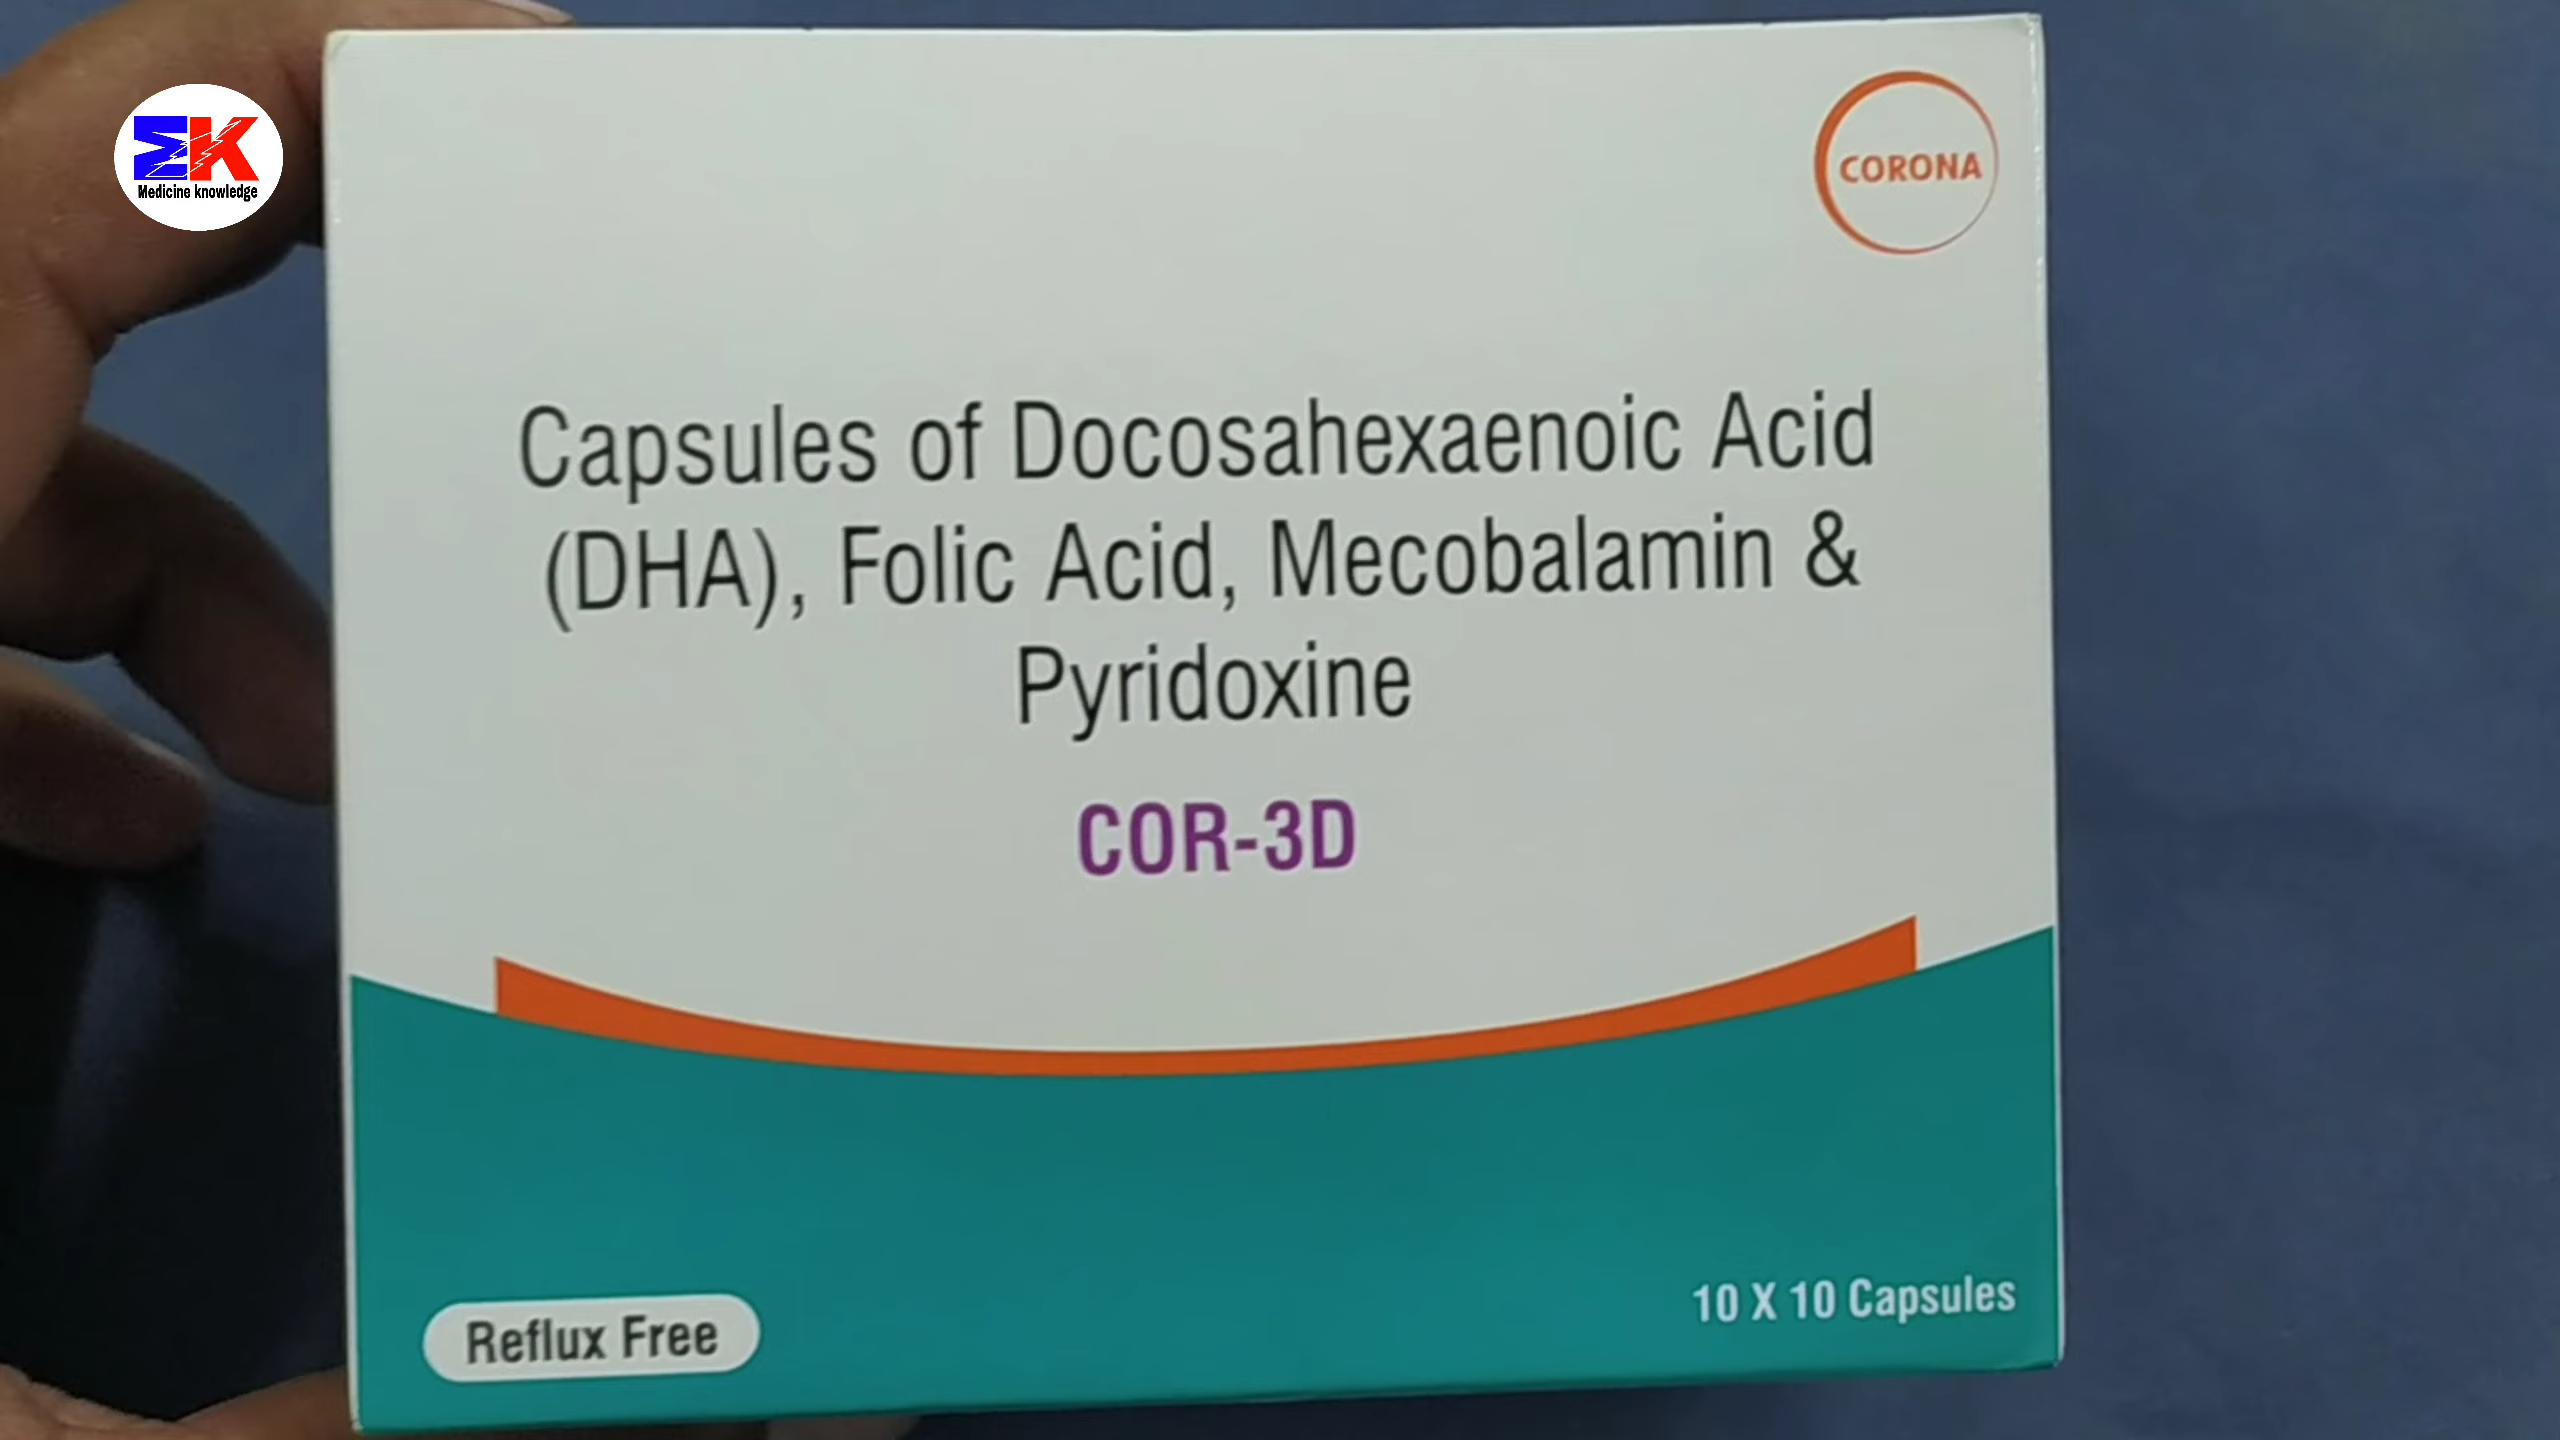 EK
Medicine knowledge
CORONA
Capsules of Docosahexaenoic Acid
(DHA), Folic Acid, Mecobalamin &
Pyridoxine
COR-3D
Reflux Free
10 X 10 Capsules